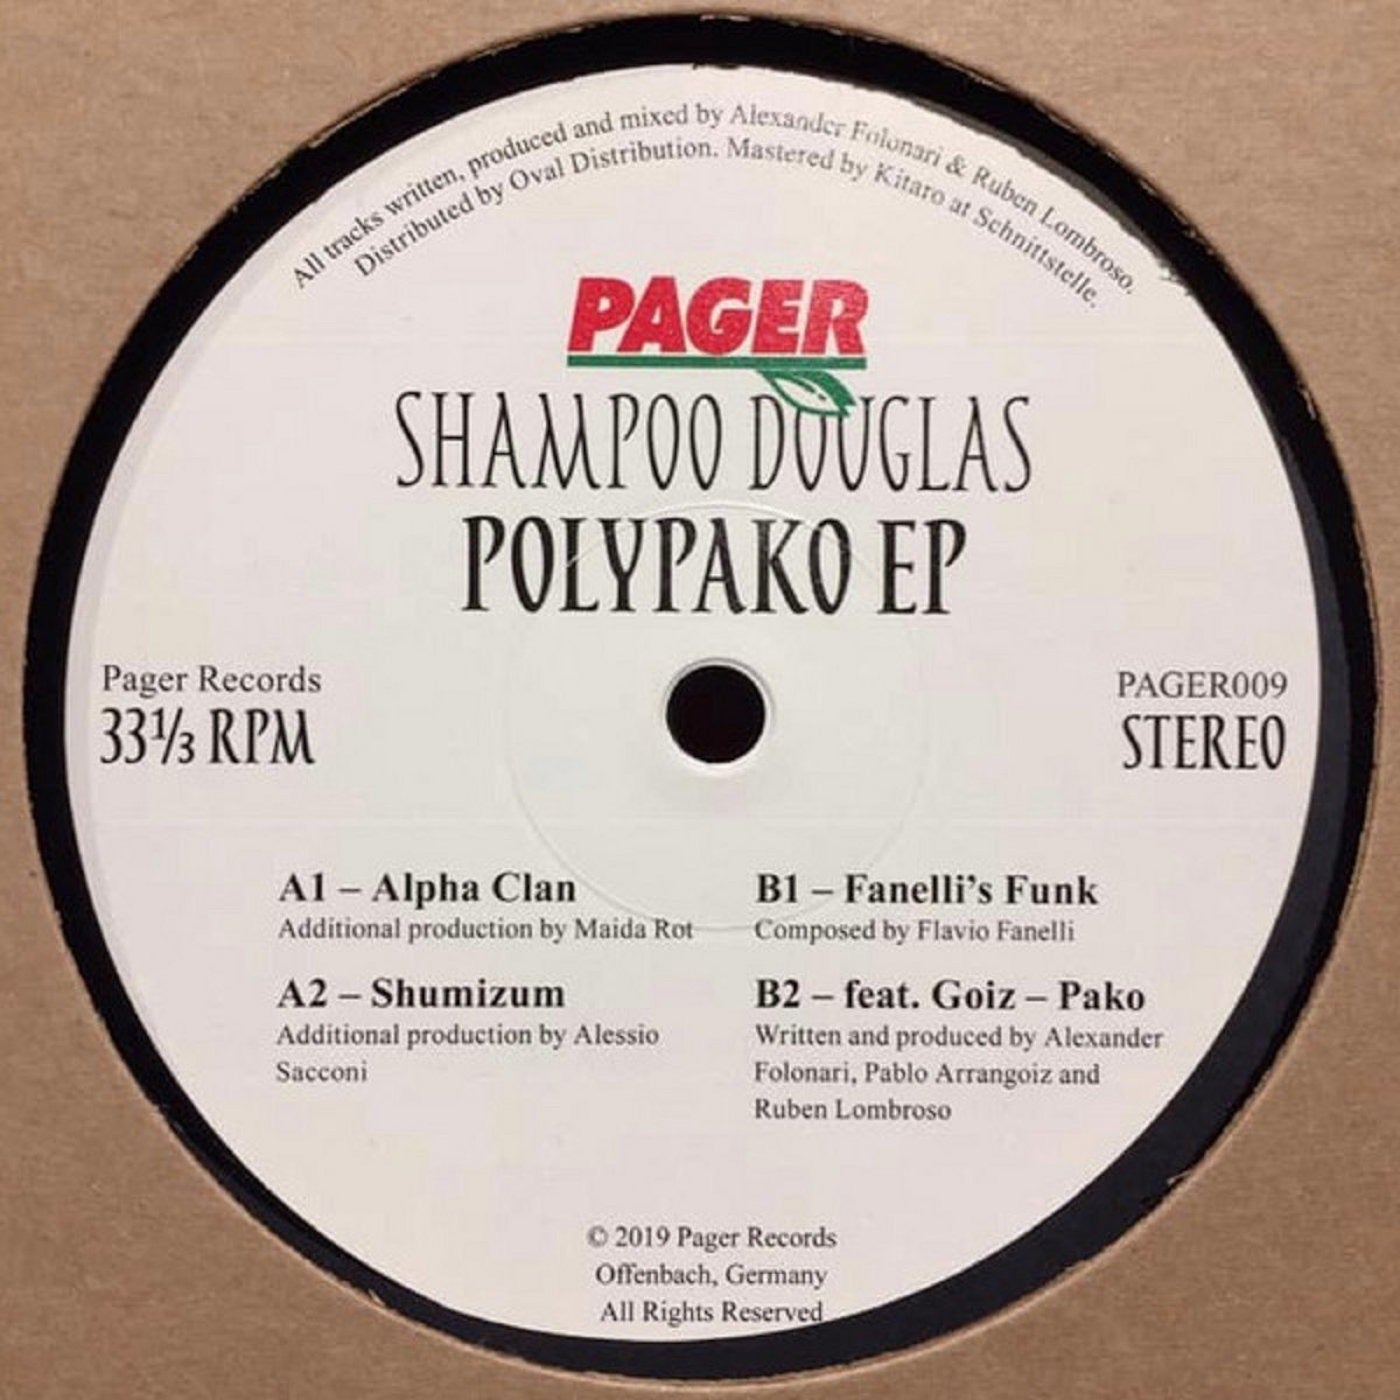 All tracks written, produced and mixed by Alexander Folonari & Ruben Lombroso.
Distributed by Oval Distribution. Mastered by Kitaro at Schnittstelle.
PAGER
SHAMPOO DOUGLAS
POLYPAKO EP
Pager Records
33⅓ RPM
PAGER009
STEREO
A1 – Alpha Clan
Additional production by Maida Rot
A2 – Shumizum
Additional production by Alessio
Sacconi
B1 – Fanelli’s Funk
Composed by Flavio Fanelli
B2 – feat. Goiz – Pako
Written and produced by Alexander
Folonari, Pablo Arrangoiz and
Ruben Lombroso
© 2019 Pager Records
Offenbach, Germany
All Rights Reserved